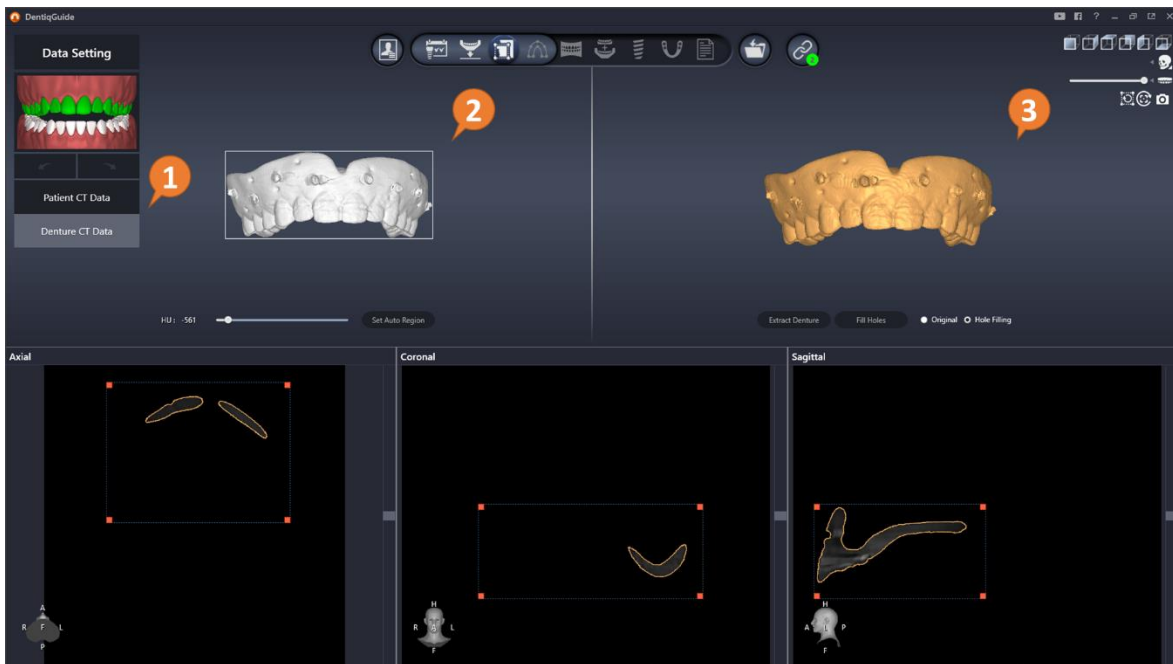 DentiqGuide
?
Data Setting
2
2
3
1
Patient CT Data
Denture CT Data
HU : -561
Set Auto Region
Extract Denture
Fill Holes
Original
Hole Filling
Axial
Coronal
Sagittal
A
R F L
P
H
R A L
F
H
A L P
F